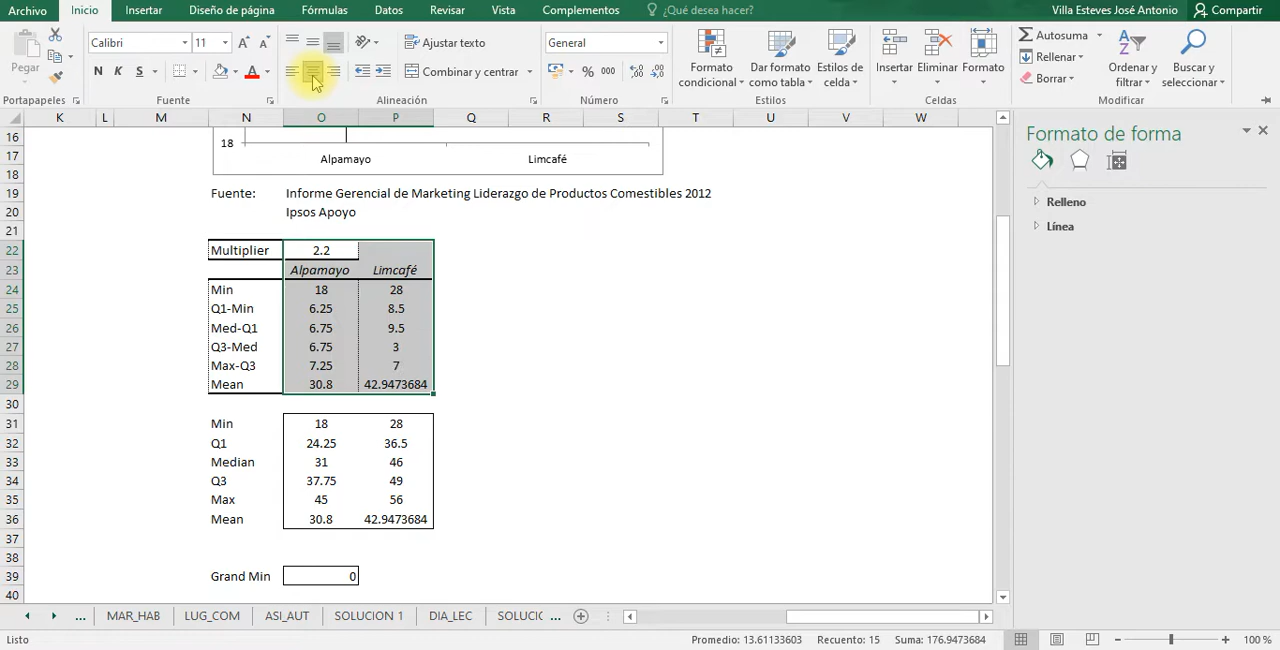 Archivo Inicio Insertar Diseño de página Fórmulas Datos Revisar Vista Complementos ¿Qué desea hacer? Villa Esteves José Antonio Compartir
Pegar
Calibri 11
N K S
Ajustar texto
Combinar y centrar
General
% 000
Formato condicional
Dar formato como tabla
Estilos de celda
Insertar Eliminar Formato
Autosuma
Rellenar
Borrar
Ordenar y filtrar
Buscar y seleccionar
Portapapeles Fuente Alineación Número Estilos Celdas Modificar
K L M N O P Q R S T U V W
16
17 18
Alpamayo Limcafé
18
19 Fuente: Informe Gerencial de Marketing Liderazgo de Productos Comestibles 2012
20 Ipsos Apoyo
21
22 Multiplier 2.2
23 Alpamayo Limcafé
24 Min 18 28
25 Q1-Min 6.25 8.5
26 Med-Q1 6.75 9.5
27 Q3-Med 6.75 3
28 Max-Q3 7.25 7
29 Mean 30.8 42.9473684
30
31 Min 18 28
32 Q1 24.25 36.5
33 Median 31 46
34 Q3 37.75 49
35 Max 45 56
36 Mean 30.8 42.9473684
37
38
39 Grand Min 0
40
Formato de forma
Relleno
Línea
... MAR_HAB LUG_COM ASI_AUT SOLUCION 1 DIA_LEC SOLUCIC ...
Listo Promedio: 13.61133603 Recuento: 15 Suma: 176.9473684 100 %